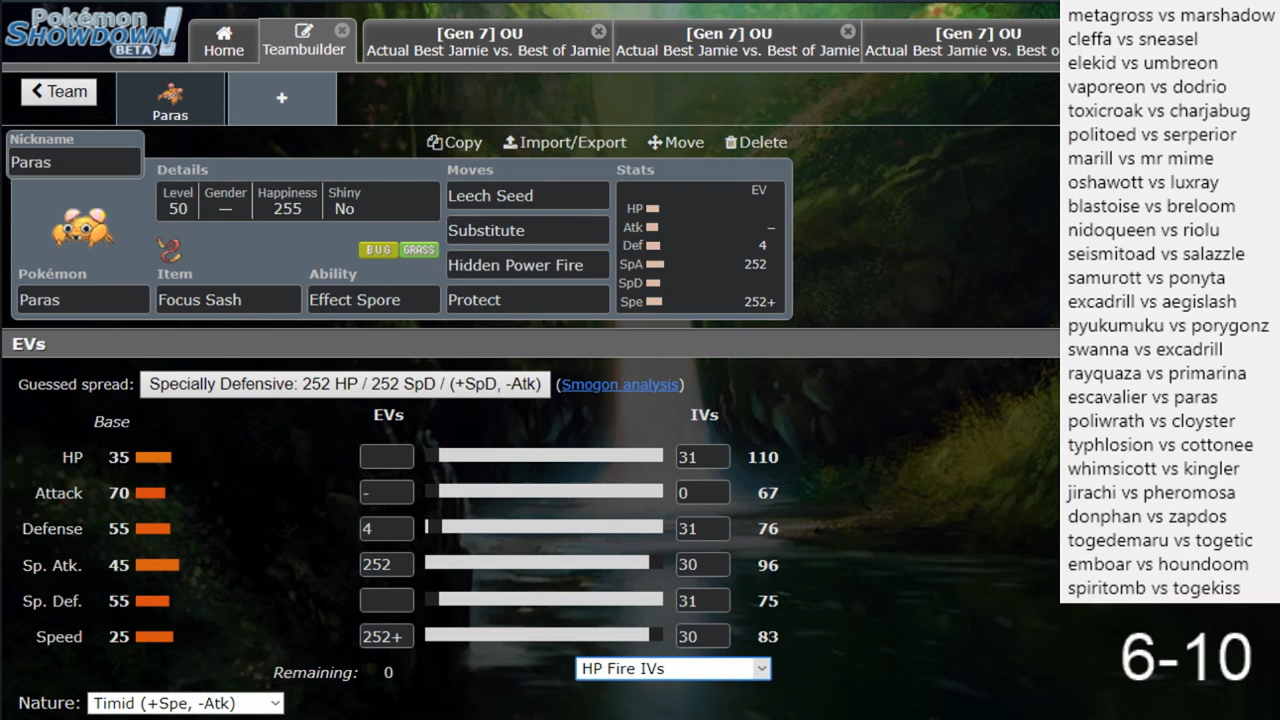 Pokémon
SHOWDOWN!
BETA
Home
Teambuilder
[Gen 7] OU
Actual Best Jamie vs. Best of Jamie
[Gen 7] OU
Actual Best Jamie vs. Best of Jamie
[Gen 7] OU
Actual Best Jamie vs. Best o
Team
Paras
+
Copy Import/Export Move Delete
Nickname
Paras
Details
Level Gender Happiness Shiny
50 — 255 No
BUG GRASS
Pokémon Item Ability
Paras Focus Sash Effect Spore
Moves
Leech Seed
Substitute
Hidden Power Fire
Protect
Stats
EV
HP
Atk –
Def 4
SpA 252
SpD
Spe 252+
EVs
Guessed spread: Specially Defensive: 252 HP / 252 SpD / (+SpD, -Atk) (Smogon analysis)
Base EVs IVs
HP 35 31 110
Attack 70 - 0 67
Defense 55 4 31 76
Sp. Atk. 45 252 30 96
Sp. Def. 55 31 75
Speed 25 252+ 30 83
Remaining: 0 HP Fire IVs
Nature: Timid (+Spe, -Atk)
metagross vs marshadow
cleffa vs sneasel
elekid vs umbreon
vaporeon vs dodrio
toxicroak vs charjabug
politoed vs serperior
marill vs mr mime
oshawott vs luxray
blastoise vs breloom
nidoqueen vs riolu
seismitoad vs salazzle
samurott vs ponyta
excadrill vs aegislash
pyukumuku vs porygonz
swanna vs excadrill
rayquaza vs primarina
escavalier vs paras
poliwrath vs cloyster
typhlosion vs cottonee
whimsicott vs kingler
jirachi vs pheromosa
donphan vs zapdos
togedemaru vs togetic
emboar vs houndoom
spiritomb vs togekiss
6-10